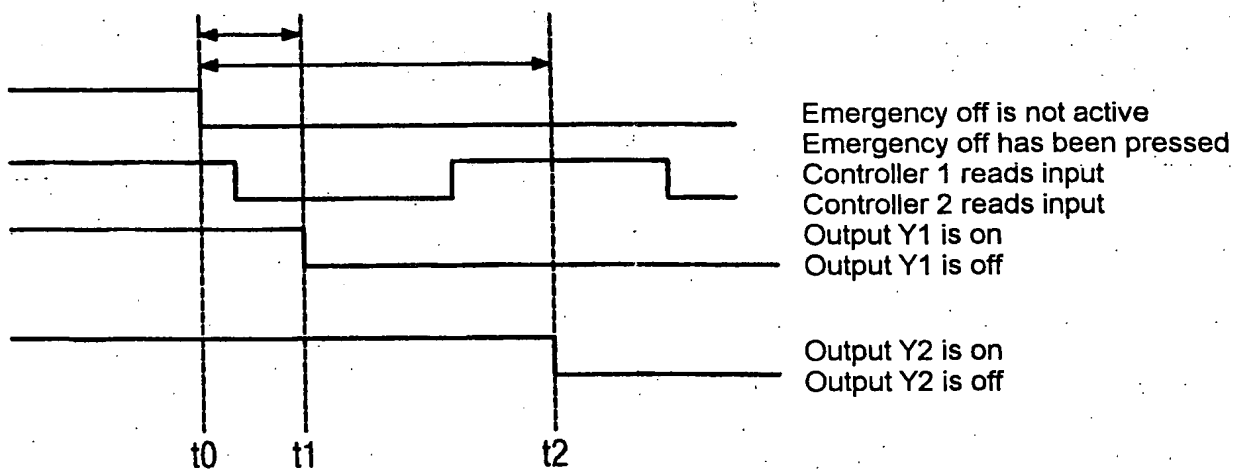 Emergency off is not active
Emergency off has been pressed
Controller 1 reads input
Controller 2 reads input
Output Y1 is on
Output Y1 is off
Output Y2 is on
Output Y2 is off
t0 t1 t2